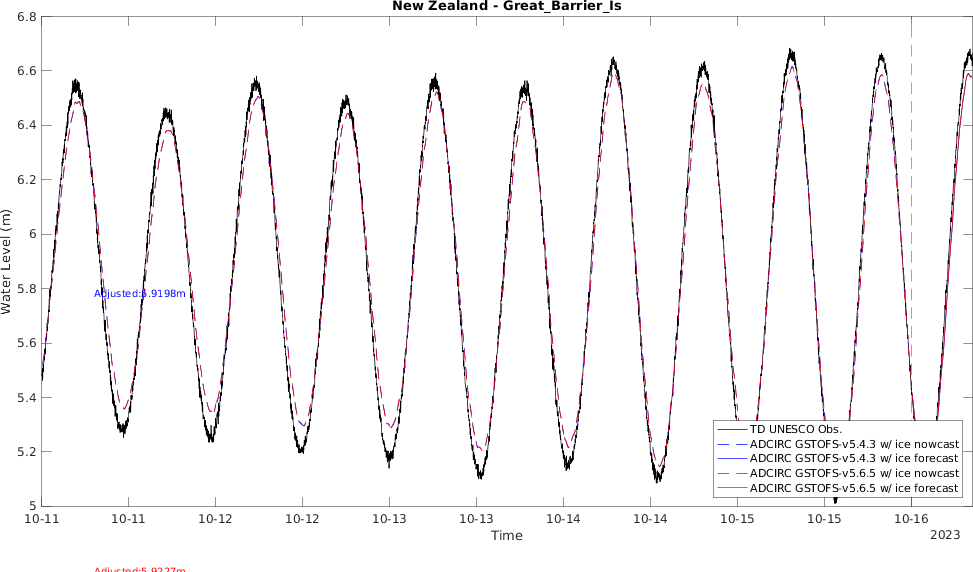 New Zealand - Great_Barrier_Is
6.8
6.6
6.4
6.2
6
5.8
5.6
5.4
5.2
5
Water Level (m)
Adjusted:5.9198m
TD UNESCO Obs.
ADCIRC GSTOFS-v5.4.3 w/ ice nowcast
ADCIRC GSTOFS-v5.4.3 w/ ice forecast
ADCIRC GSTOFS-v5.6.5 w/ ice nowcast
ADCIRC GSTOFS-v5.6.5 w/ ice forecast
10-11 10-11 10-12 10-12 10-13 10-13 10-14 10-14 10-15 10-15 10-16
Time
2023
Adjusted:5.9227m